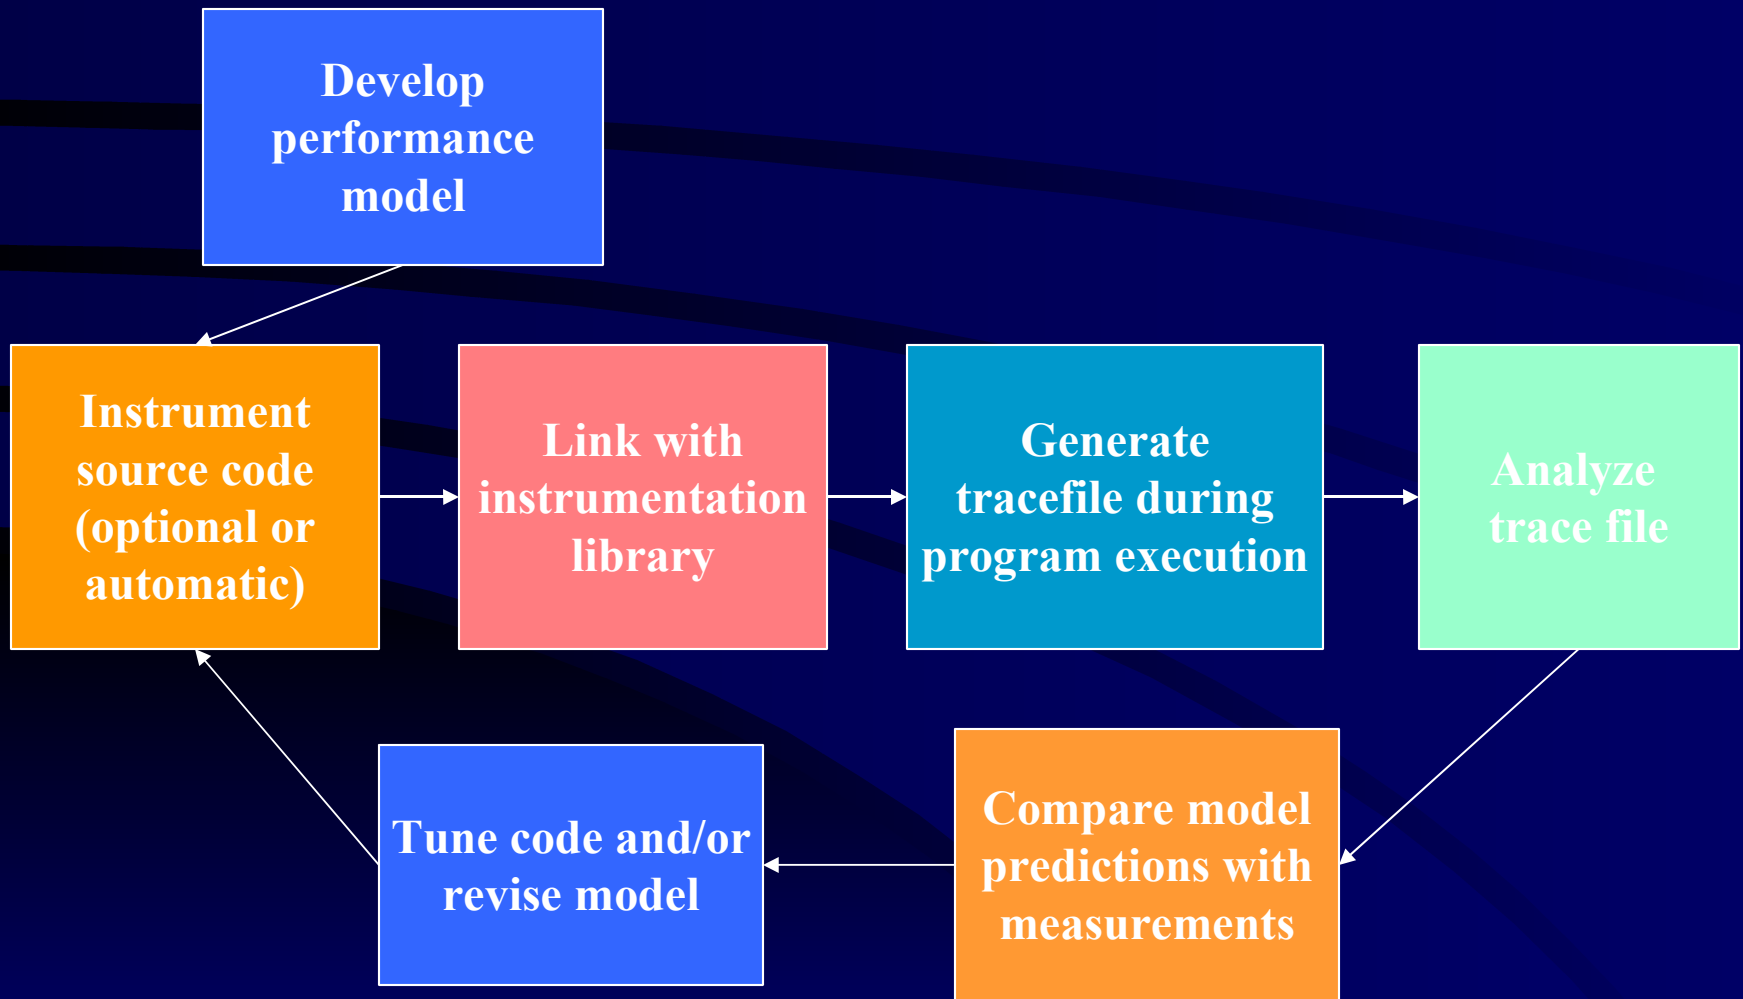 Develop
performance
model
Instrument
source code
(optional or
automatic)
Link with
instrumentation
library
Generate
tracefile during
program execution
Analyze
trace file
Tune code and/or
revise model
Compare model
predictions with
measurements